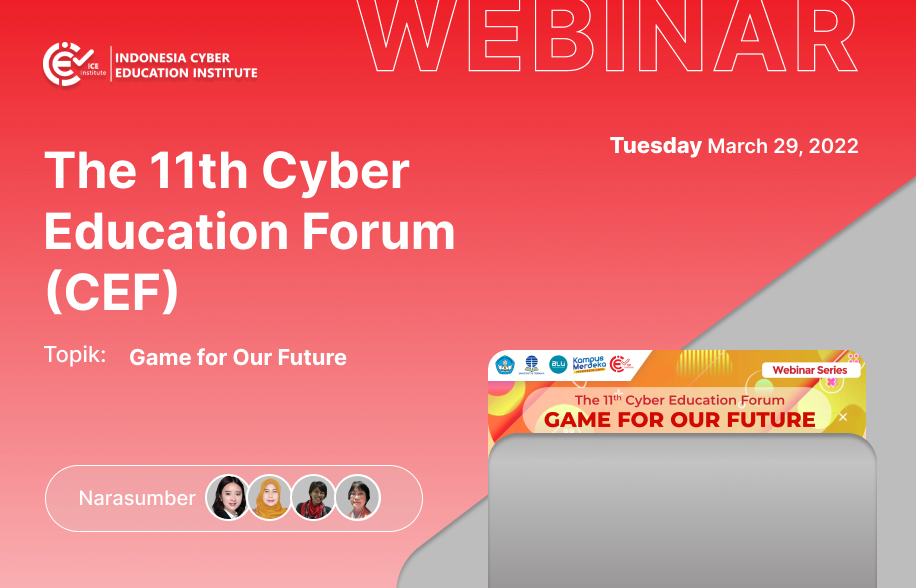 WEBINAR
ICE
Institute
INDONESIA CYBER
EDUCATION INSTITUTE
Tuesday March 29, 2022
The 11th Cyber
Education Forum
(CEF)
Topik: Game for Our Future
Narasumber
Kampus
Merdeka
Webinar Series
The 11th Cyber Education Forum
GAME FOR OUR FUTURE